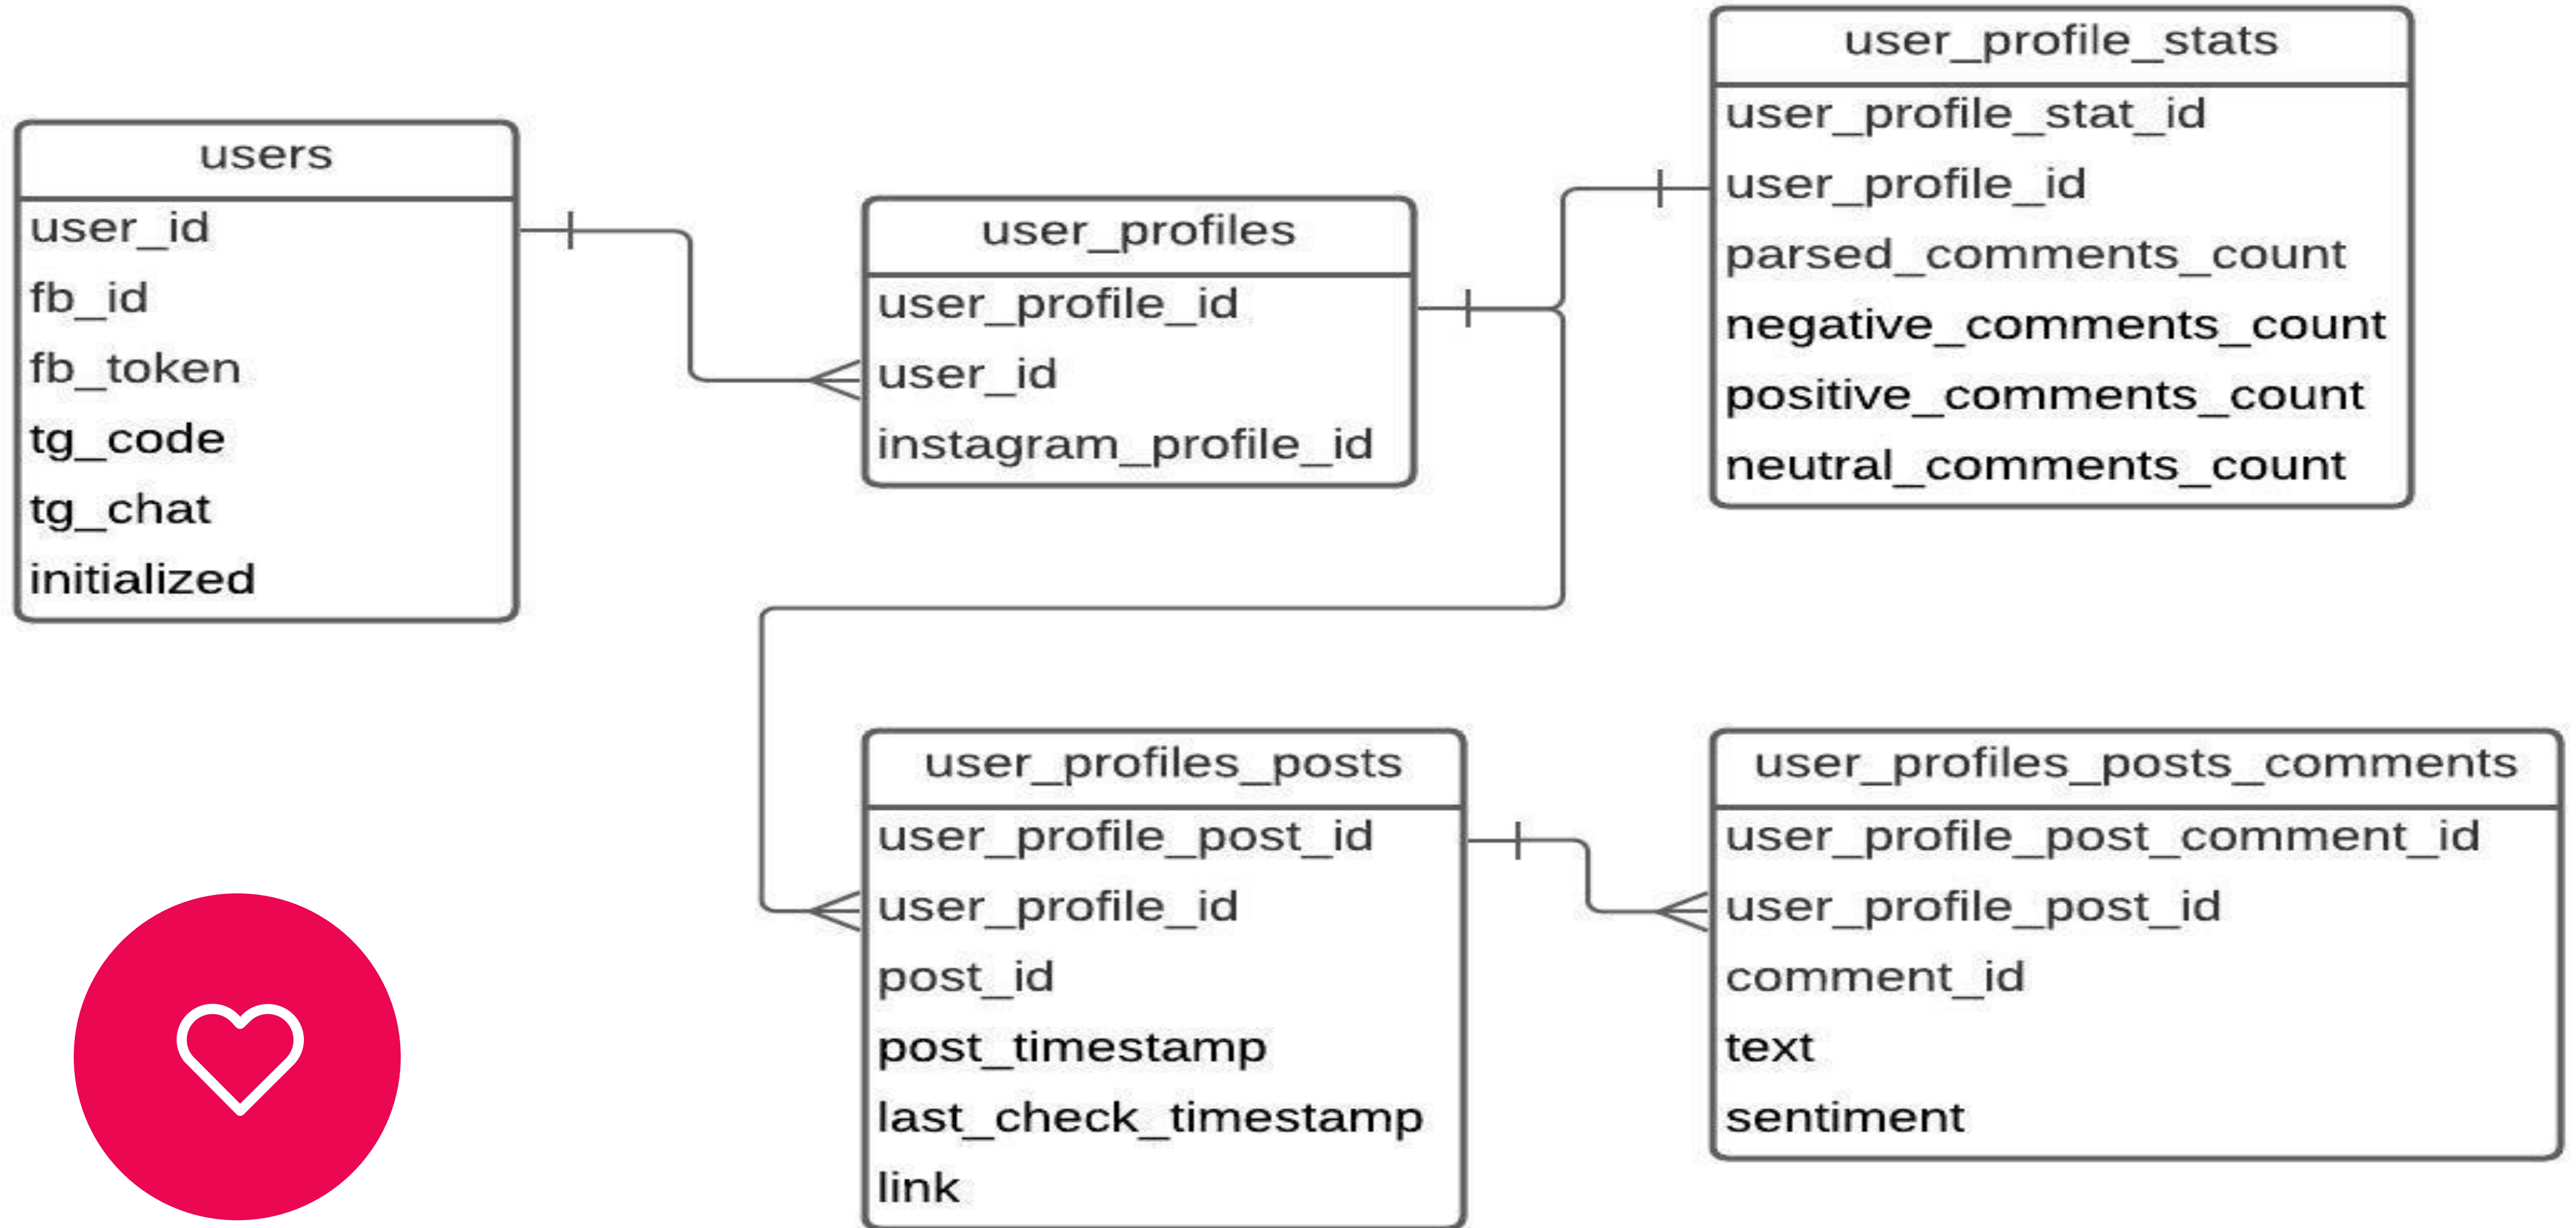 users
user_id
fb_id
fb_token
tg_code
tg_chat
initialized
user_profiles
user_profile_id
user_id
instagram_profile_id
user_profile_stats
user_profile_stat_id
user_profile_id
parsed_comments_count
negative_comments_count
positive_comments_count
neutral_comments_count
user_profiles_posts
user_profile_post_id
user_profile_id
post_id
post_timestamp
last_check_timestamp
link
user_profiles_posts_comments
user_profile_post_comment_id
user_profile_post_id
comment_id
text
sentiment